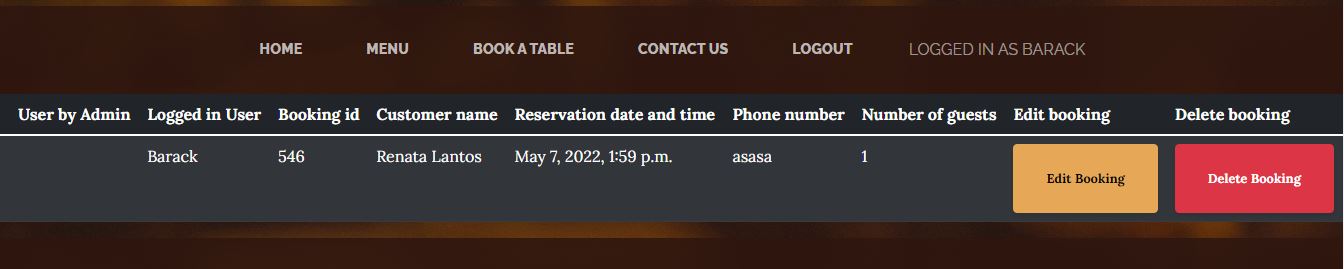 HOME MENU BOOK A TABLE CONTACT US LOGOUT LOGGED IN AS BARACK
User by Admin Logged in User Booking id Customer name Reservation date and time Phone number Number of guests Edit booking Delete booking
Barack 546 Renata Lantos May 7, 2022, 1:59 p.m. asasa 1 Edit Booking Delete Booking